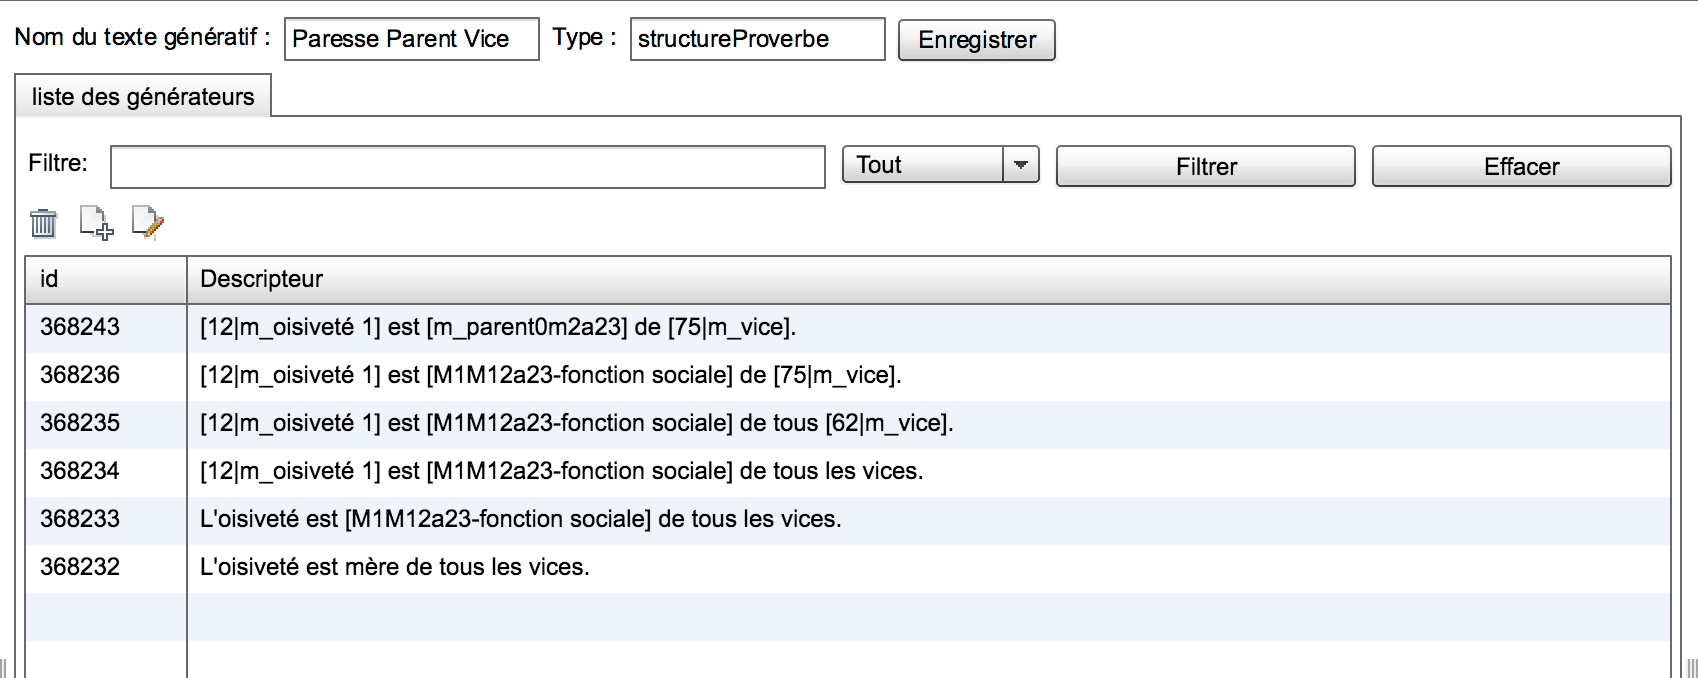 Nom du texte génératif : Paresse Parent Vice Type : structureProverbe Enregistrer
liste des générateurs
Filtre: Tout Filtrer Effacer
id Descripteur
368243 [12|m_oisiveté 1] est [m_parent0m2a23] de [75|m_vice].
368236 [12|m_oisiveté 1] est [M1M12a23-fonction sociale] de [75|m_vice].
368235 [12|m_oisiveté 1] est [M1M12a23-fonction sociale] de tous [62|m_vice].
368234 [12|m_oisiveté 1] est [M1M12a23-fonction sociale] de tous les vices.
368233 L'oisiveté est [M1M12a23-fonction sociale] de tous les vices.
368232 L'oisiveté est mère de tous les vices.